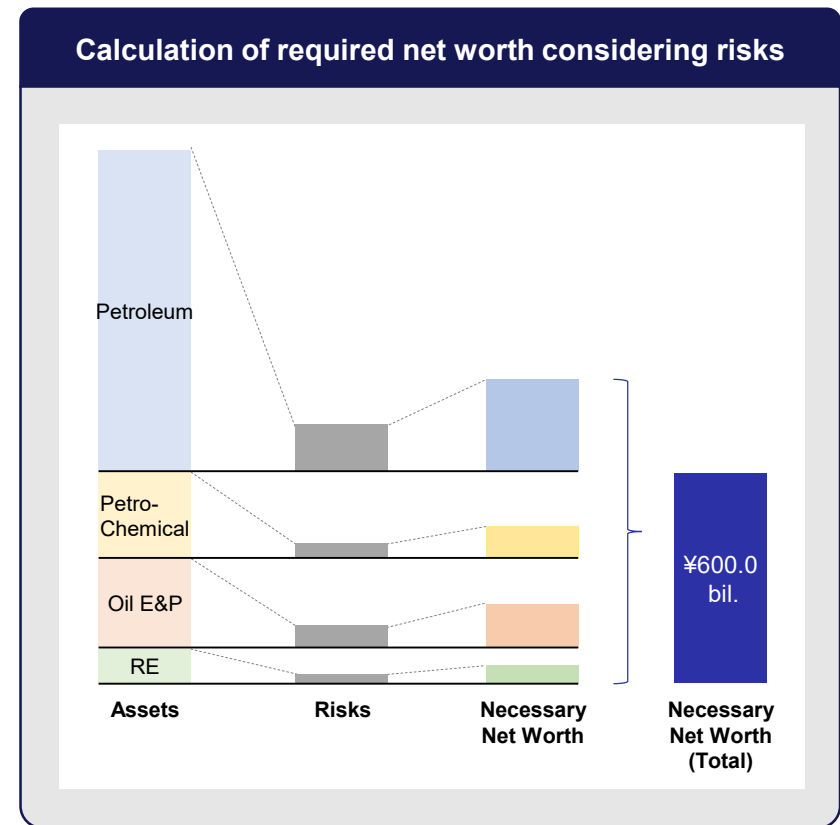 Calculation of required net worth considering risks
Petroleum
Petro-
Chemical
Oil E&P
RE
¥600.0
bil.
Assets
Risks
Necessary
Net Worth
Necessary
Net Worth
(Total)